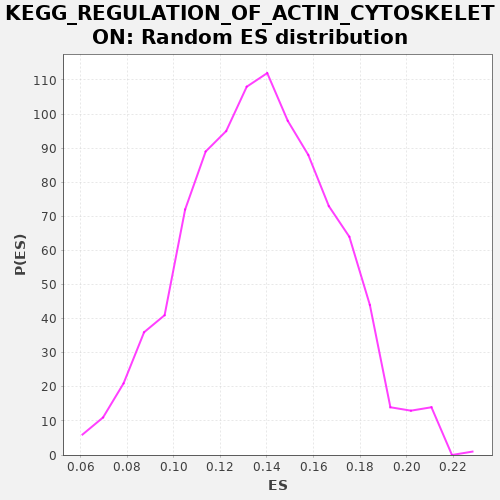 KEGG_REGULATION_OF_ACTIN_CYTOSKELET
ON: Random ES distribution
110
100
90
80
70
60
50
40
30
20
10
0
P(ES)
0.06 0.08 0.10 0.12 0.14 0.16 0.18 0.20 0.22
ES